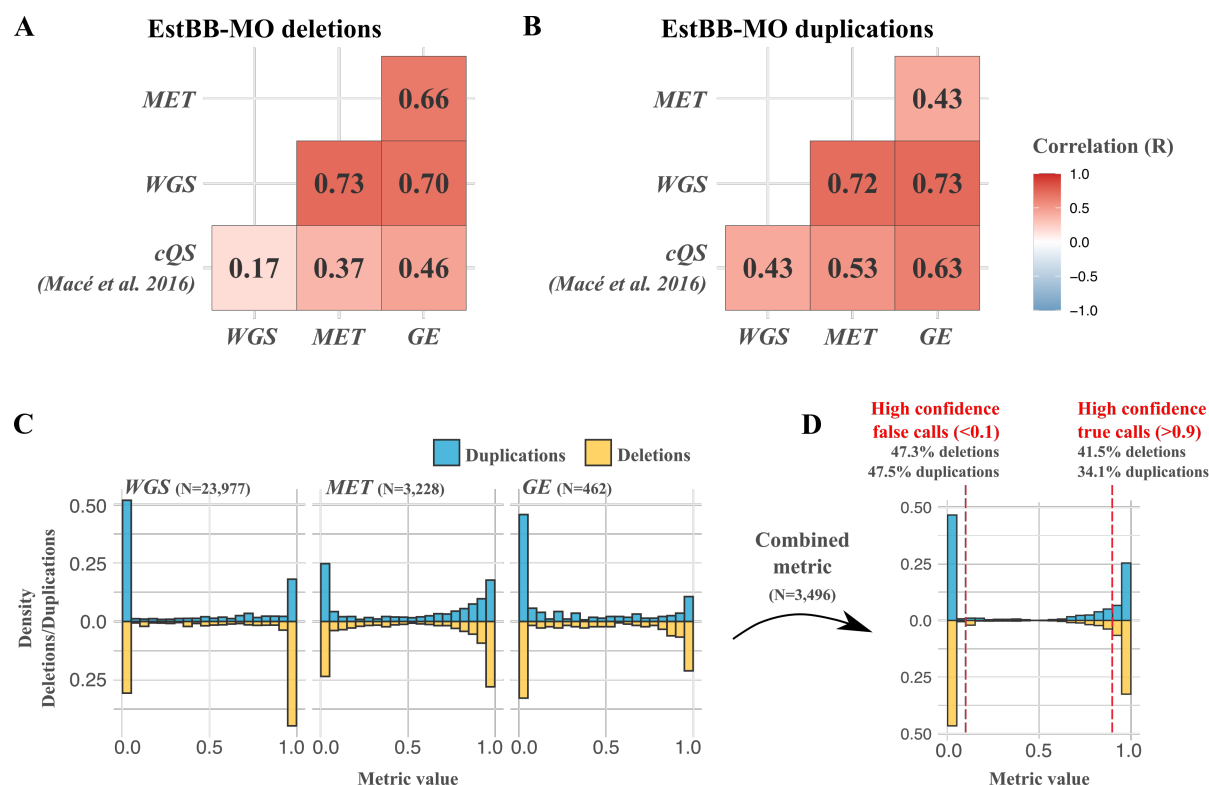 A
EstBB-MO deletions
MET
0.66
WGS
0.73
0.70
cQS
(Macé et al. 2016)
0.17
0.37
0.46
WGS
MET
GE
B
EstBB-MO duplications
MET
0.43
WGS
0.72
0.73
cQS
(Macé et al. 2016)
0.43
0.53
0.63
WGS
MET
GE
Correlation (R)
1.0
0.5
0.0
−0.5
−1.0
C
Duplications
Deletions
WGS (N=23,977)
MET (N=3,228)
GE (N=462)
Density
Deletions/Duplications
0.50
0.25
0.0
0.25
0.0
0.5
1.0
0.0
0.5
1.0
0.0
0.5
1.0
Metric value
Combined
metric
(N=3,496)
D
High confidence
false calls (<0.1)
47.3% deletions
47.5% duplications
High confidence
true calls (>0.9)
41.5% deletions
34.1% duplications
0.50
0.25
0.0
0.25
0.50
0.0
0.5
1.0
Metric value